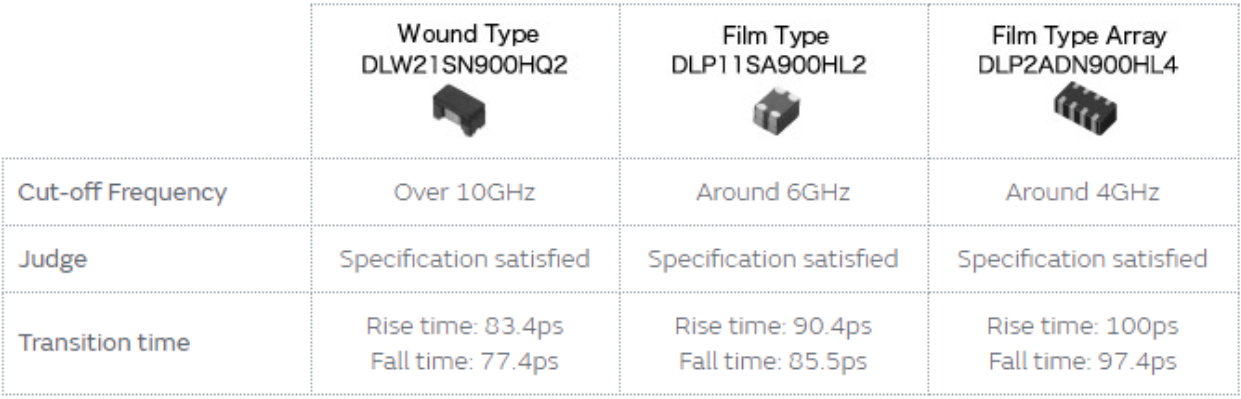 Wound Type
DLW21SN900HQ2
Film Type
DLP11SA900HL2
Film Type Array
DLP2ADN900HL4
Cut-off Frequency
Over 10GHz
Around 6GHz
Around 4GHz
Judge
Specification satisfied
Specification satisfied
Specification satisfied
Transition time
Rise time: 83.4ps
Fall time: 77.4ps
Rise time: 90.4ps
Fall time: 85.5ps
Rise time: 100ps
Fall time: 97.4ps